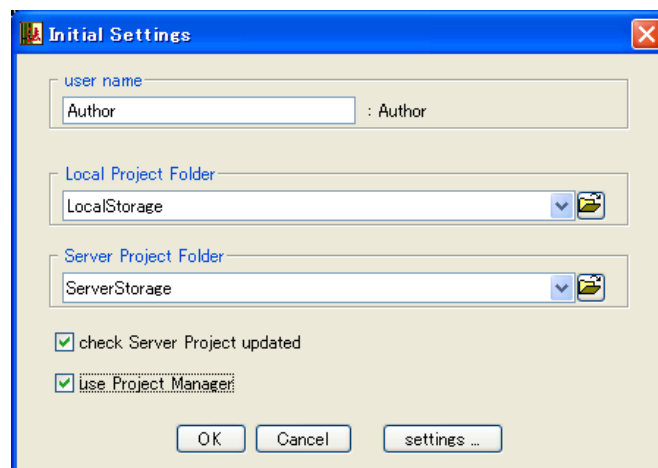 Initial Settings
user name
Author : Author
Local Project Folder
LocalStorage
Server Project Folder
ServerStorage
check Server Project updated
use Project Manager
OK Cancel settings ...